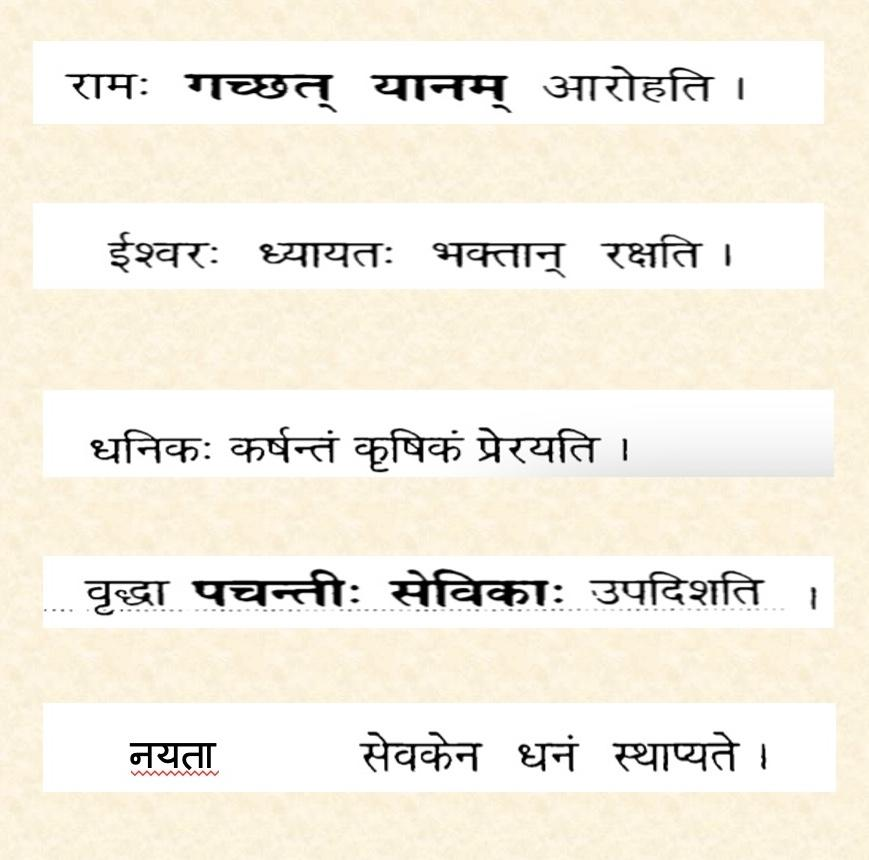 रामः गच्छत् यानम् आरोहति ।
ईश्वरः ध्यायतः भक्तान् रक्षति ।
धनिकः कर्षन्तं कृषिकं प्रेरयति ।
वृद्धा पचन्तीः सेविकाः उपदिशति ।
नयता सेवकेन धनं स्थाप्यते ।